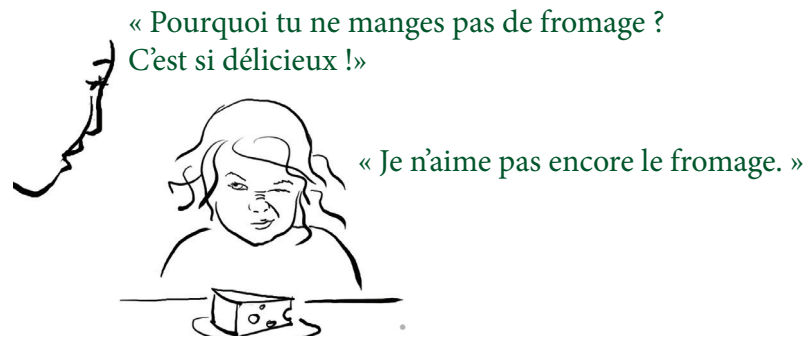 « Pourquoi tu ne manges pas de fromage ?
C’est si délicieux !»
« Je n’aime pas encore le fromage. »